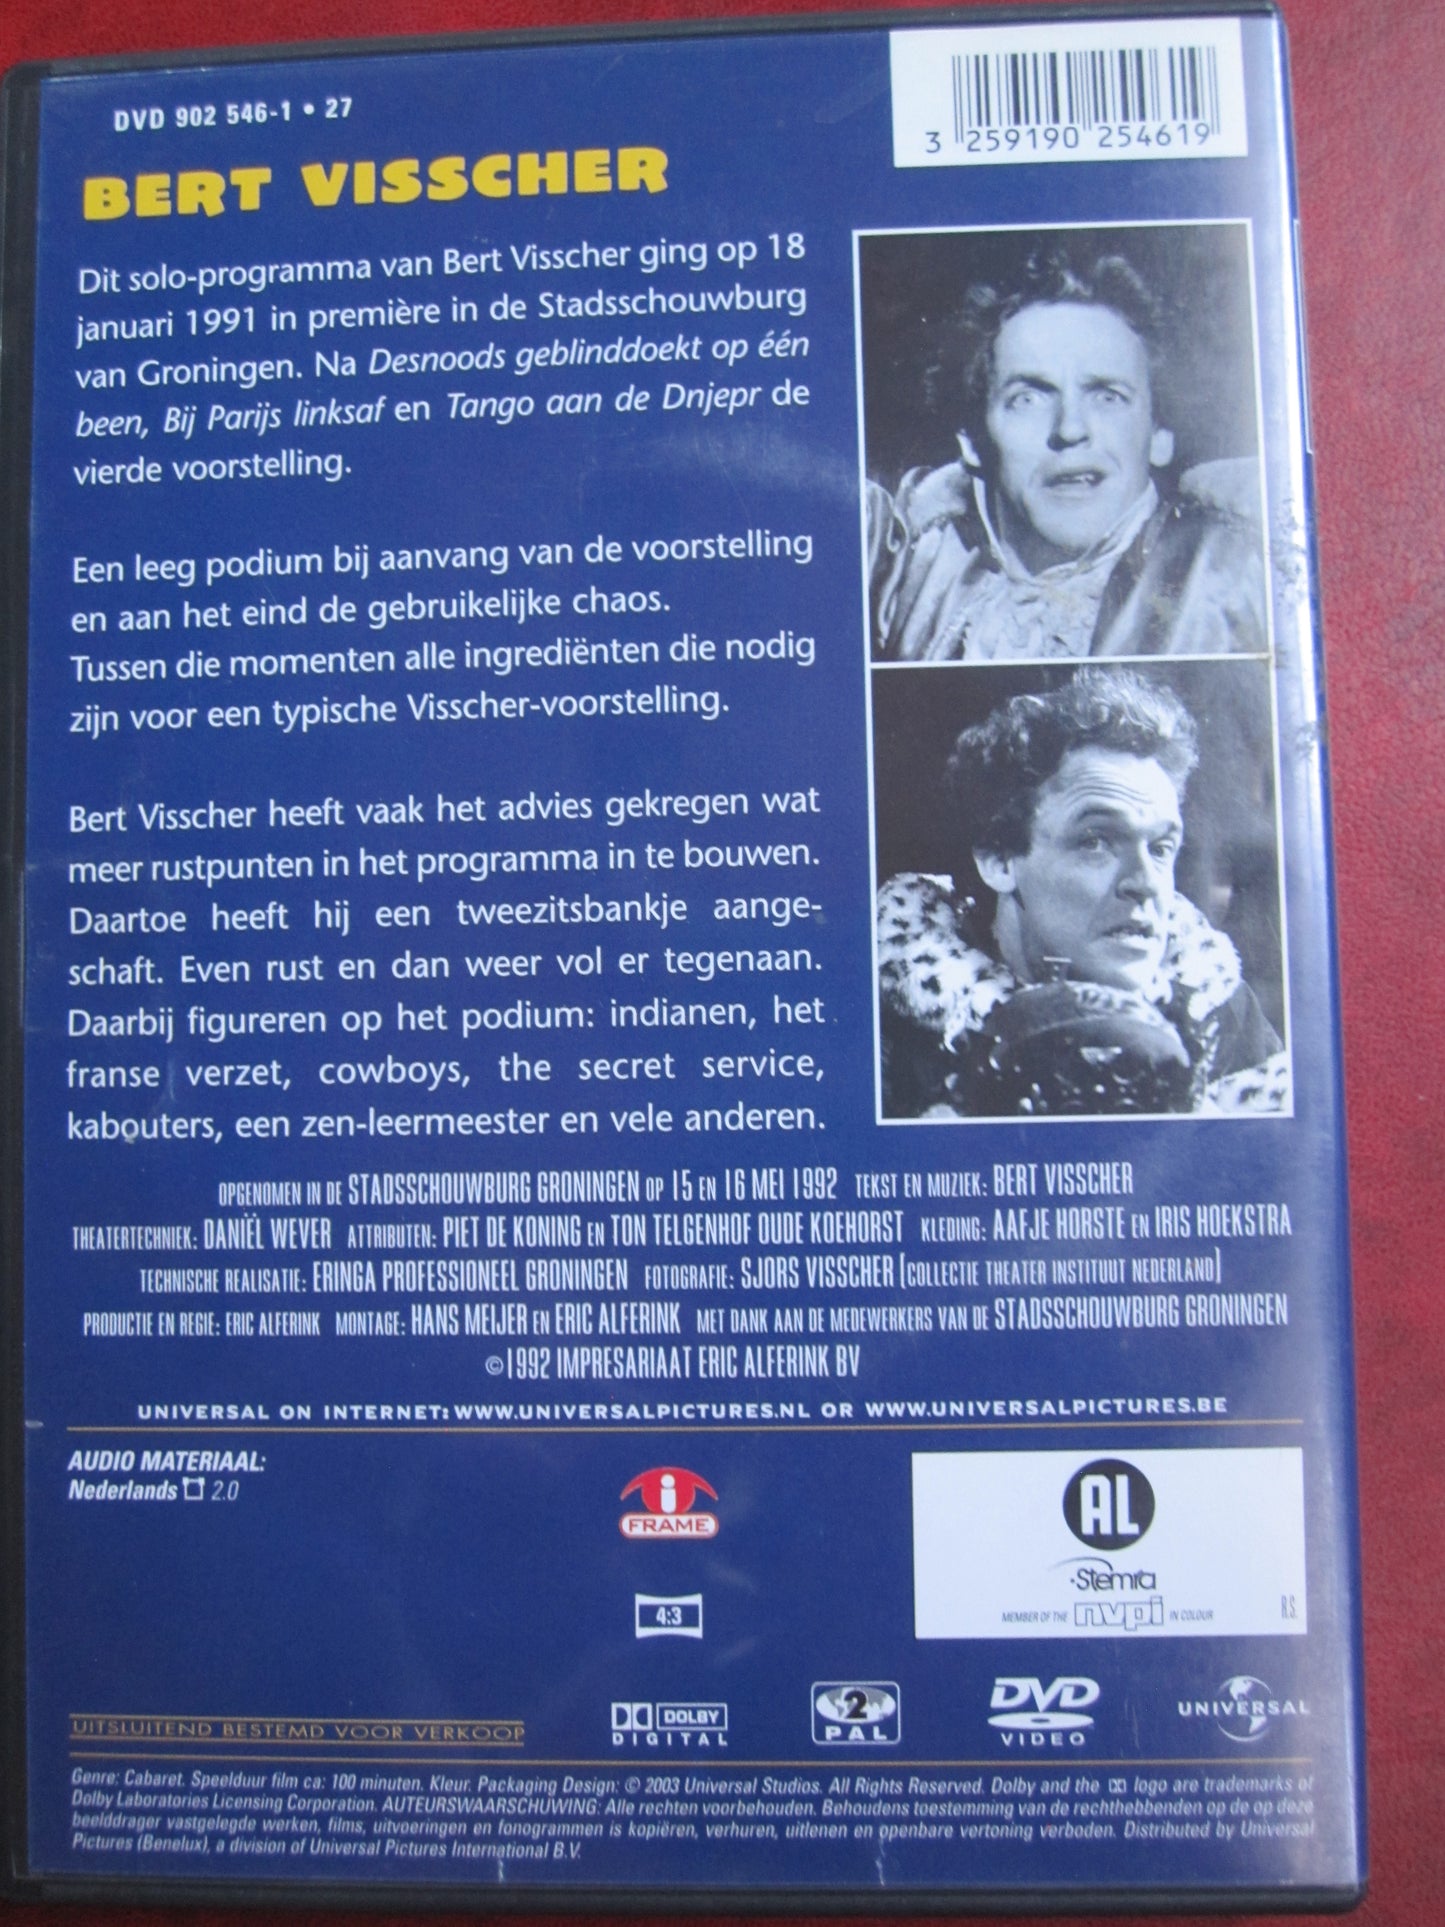 DVD 902 546-1 • 27
3 259190 254619
BERT VISSCHER
Dit solo-programma van Bert Visscher ging op 18
januari 1991 in première in de Stadsschouwburg
van Groningen. Na Desnoods geblinddoekt op één
been, Bij Parijs linksaf en Tango aan de Dnjepr de
vierde voorstelling.
Een leeg podium bij aanvang van de voorstelling
en aan het eind de gebruikelijke chaos.
Tussen die momenten alle ingrediënten die nodig
zijn voor een typische Visscher-voorstelling.
Bert Visscher heeft vaak het advies gekregen wat
meer rustpunten in het programma in te bouwen.
Daartoe heeft hij een tweezitsbankje aange-
schaft. Even rust en dan weer vol er tegenaan.
Daarbij figureren op het podium: indianen, het
franse verzet, cowboys, the secret service,
kabouters, een zen-leermeester en vele anderen.
OPGENOMEN IN DE STADSSCHOUWBURG GRONINGEN OP 15 EN 16 MEI 1992 TEKST EN MUZIEK: BERT VISSCHER
THEATERTECHNIEK: DANIËL WEVER ATTRIBUTEN: PIET DE KONING EN TON TELGENHOF OUDE KOEHORST KLEDING: AAFJE HORSTE EN IRIS HOEKSTRA
TECHNISCHE REALISATIE: ERINGA PROFESSIONEEL GRONINGEN FOTOGRAFIE: SJORS VISSCHER (COLLECTIE THEATER INSTITUUT NEDERLAND)
PRODUCTIE EN REGIE: ERIC ALFERINK MONTAGE: HANS MEIJER EN ERIC ALFERINK MET DANK AAN DE MEDEWERKERS VAN DE STADSSCHOUWBURG GRONINGEN
©1992 IMPRESARIAAT ERIC ALFERINK BV
UNIVERSAL ON INTERNET: WWW.UNIVERSALPICTURES.NL OR WWW.UNIVERSALPICTURES.BE
AUDIO MATERIAAL:
Nederlands 2.0
i
FRAME
4:3
AL
Stemra
MEMBER OF THE nvpi IN COLOUR
R.S.
UITSLUITEND BESTEMD VOOR VERKOOP
DOLBY
DIGITAL
2
PAL
DVD
VIDEO
UNIVERSAL
Genre: Cabaret. Speelduur film ca: 100 minuten. Kleur. Packaging Design: © 2003 Universal Studios. All Rights Reserved. Dolby and the logo are trademarks of
Dolby Laboratories Licensing Corporation. AUTEURSWAARSCHUWING: Alle rechten voorbehouden. Behoudens toestemming van de rechthebbenden op de op deze
beelddrager vastgelegde werken, films, uitvoeringen en fonogrammen is kopiëren, verhuren, uitlenen en openbare vertoning verboden. Distributed by Universal
Pictures (Benelux), a division of Universal Pictures International B.V.